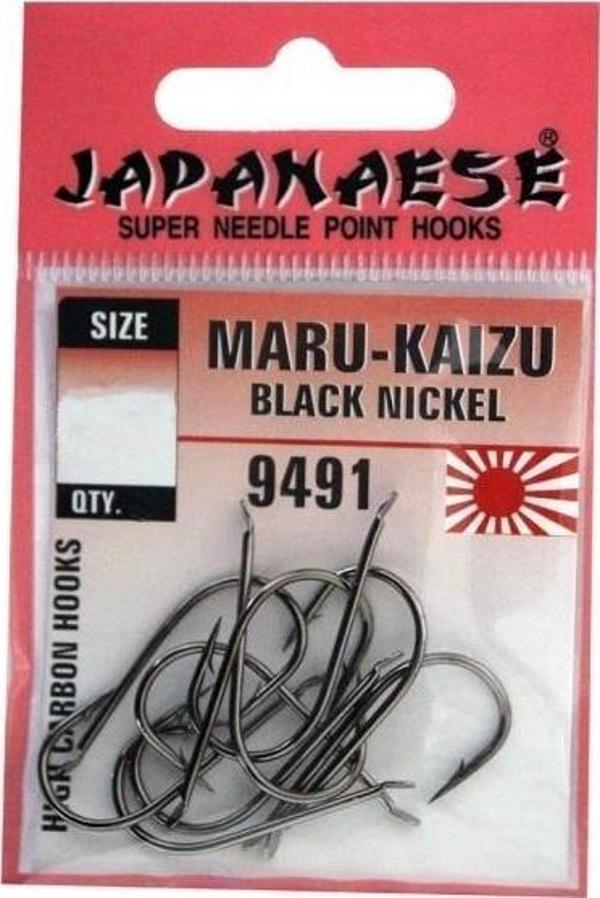 JAPANAESE®
SUPER NEEDLE POINT HOOKS
SIZE
MARU-KAIZU
BLACK NICKEL
QTY.
9491
HIGH CARBON HOOKS